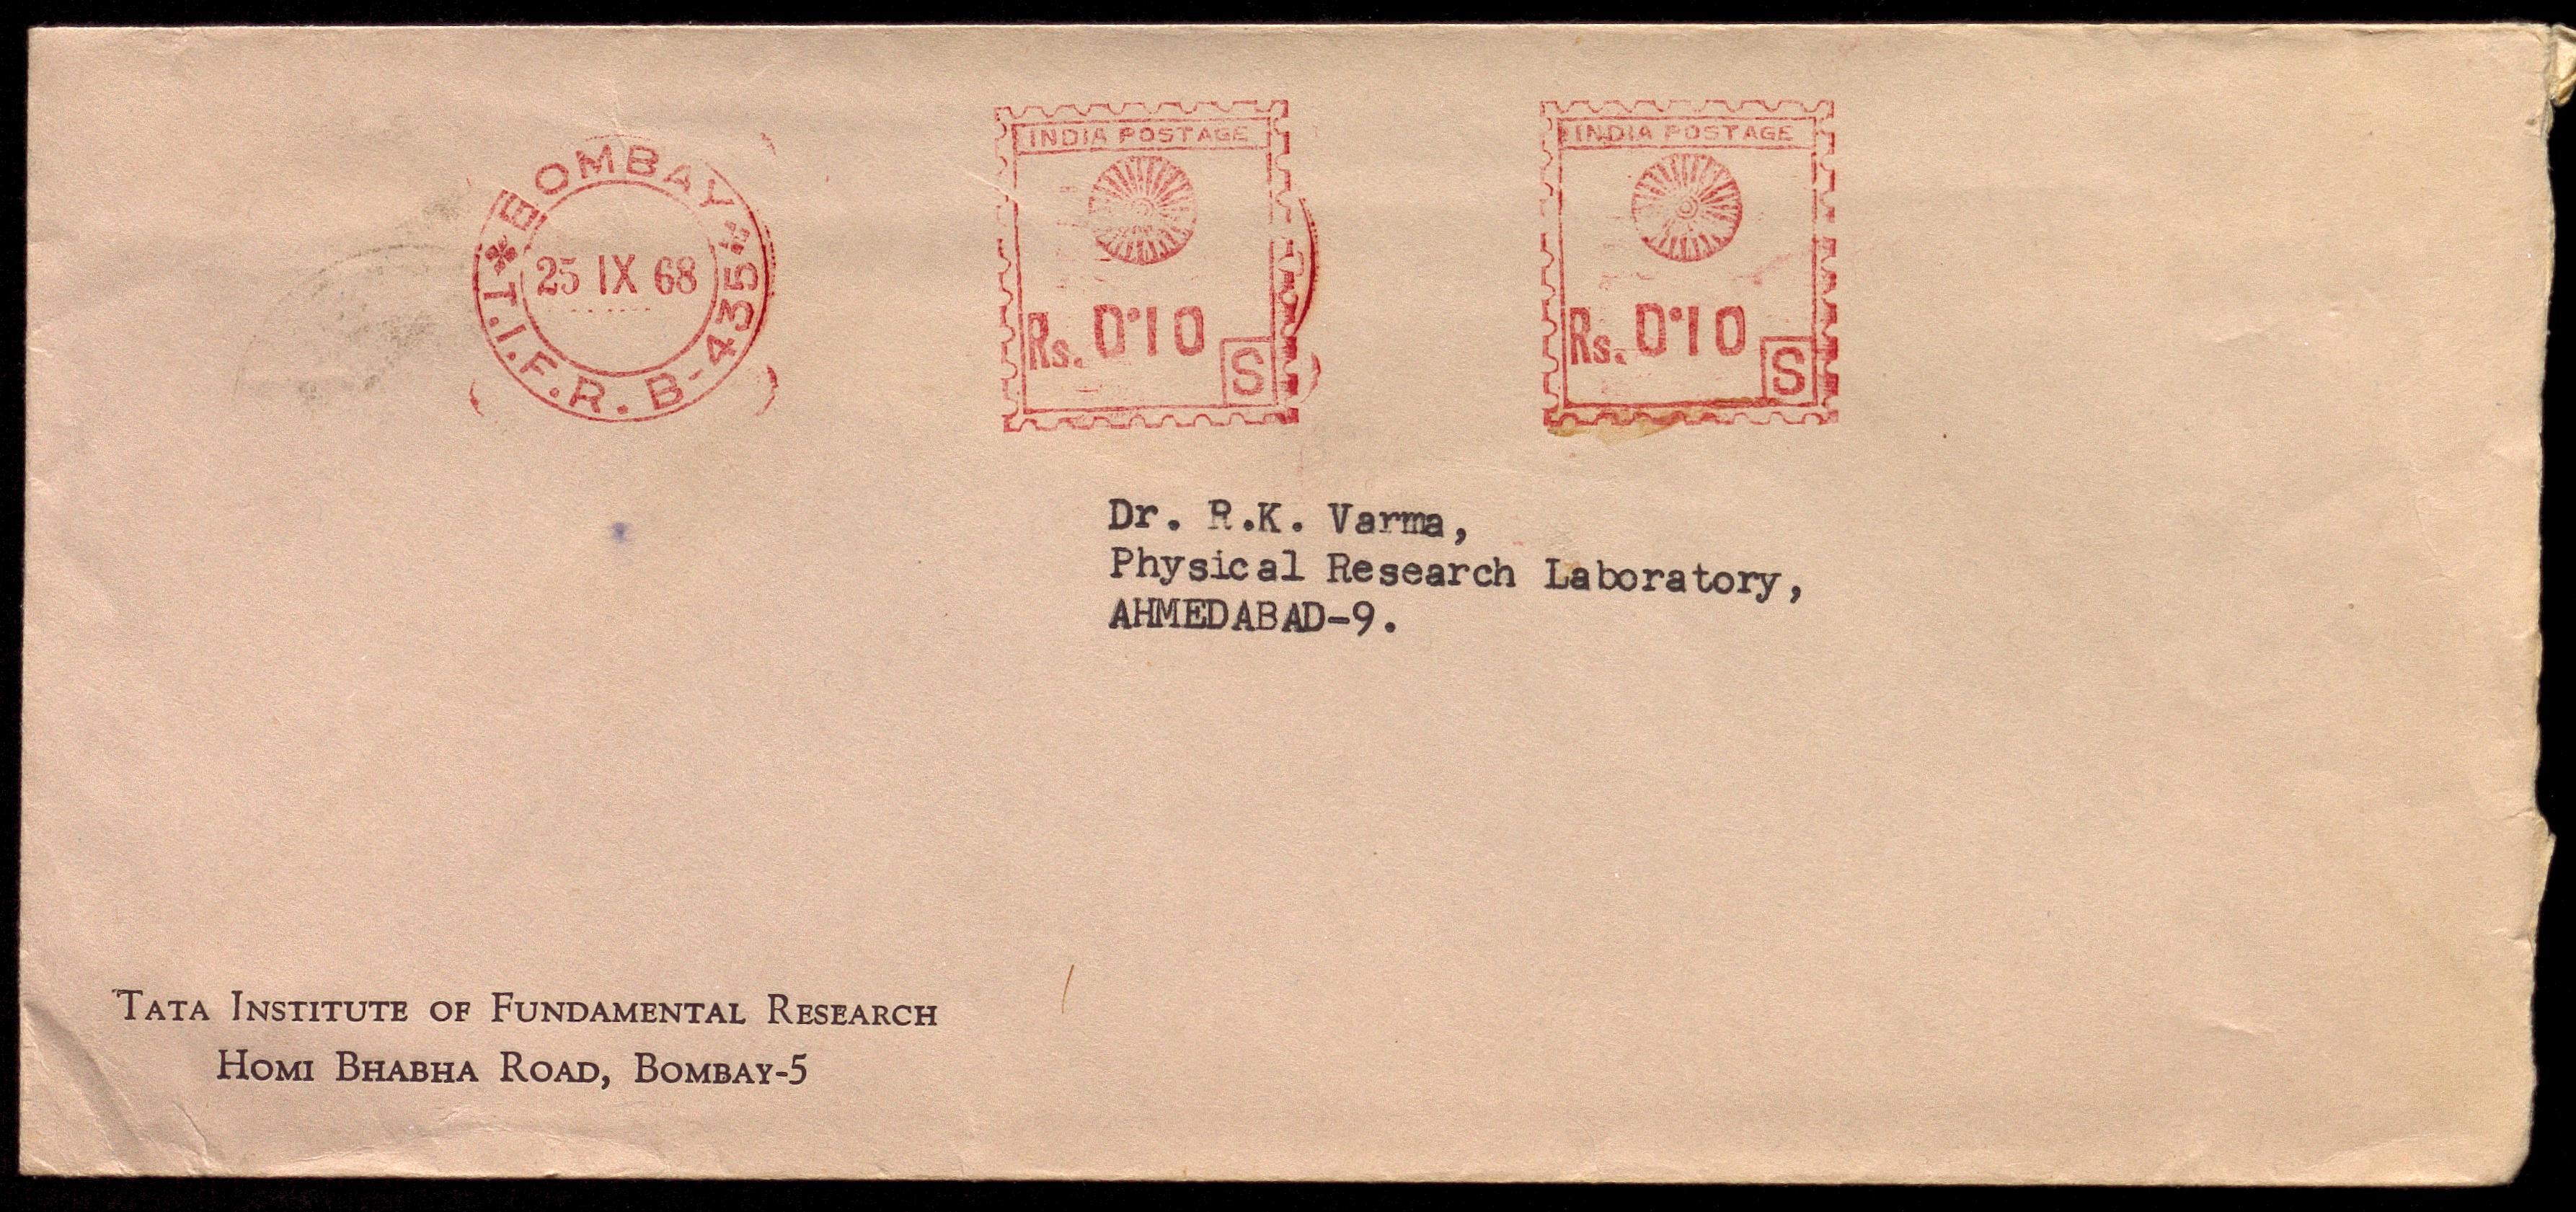 BOMBAY
25 IX 68
T.I.F.R. B-4355
INDIA POSTAGE
Rs. 0.10
S
INDIA POSTAGE
Rs. 0.10
S
Dr. R.K. Varma,
Physical Research Laboratory,
AHMEDABAD-9.
TATA INSTITUTE OF FUNDAMENTAL RESEARCH
HOMI BHABHA ROAD, BOMBAY-5